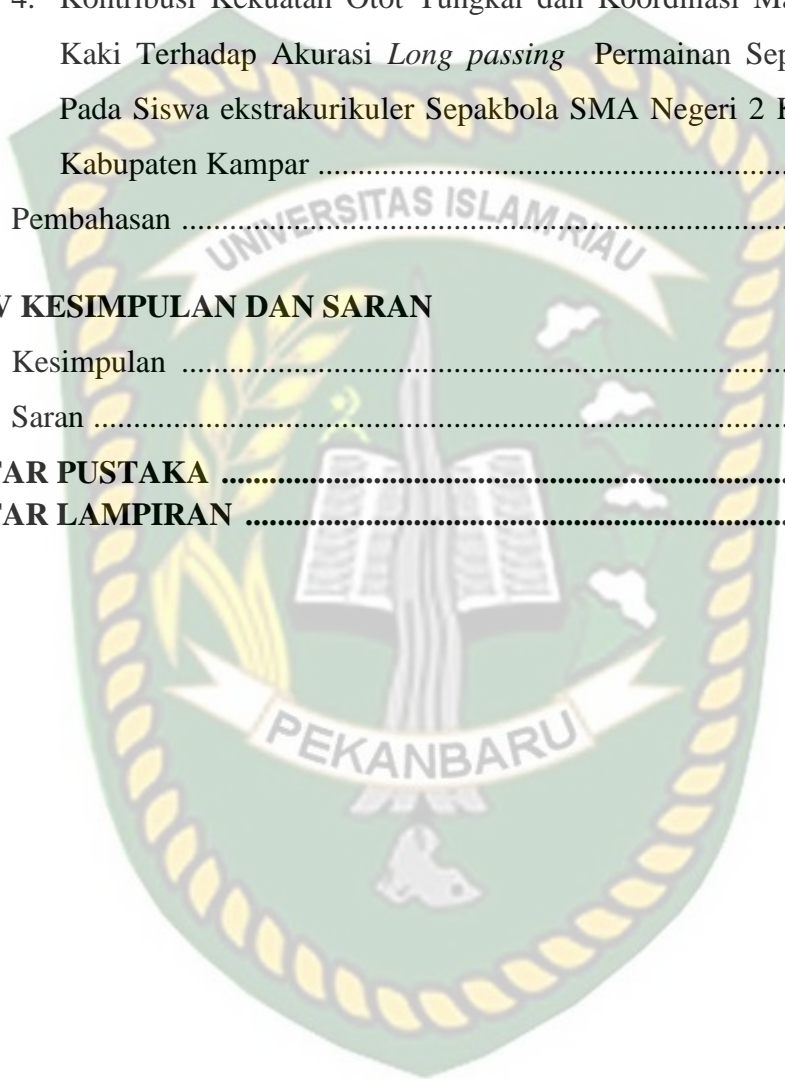 4. Kontribusi Kekuatan Otot Tungkai dan Koordinasi Ma
Kaki Terhadap Akurasi Long passing Permainan Sep
Pada Siswa ekstrakurikuler Sepakbola SMA Negeri 2 K
Kabupaten Kampar ......................................................
Pembahasan ...........................................................................
UNIVERSITAS ISLAM RIAU
V KESIMPULAN DAN SARAN
Kesimpulan ...........................................................................
Saran .....................................................................................
TAR PUSTAKA ......................................................................
TAR LAMPIRAN ...................................................................
PEKANBARU